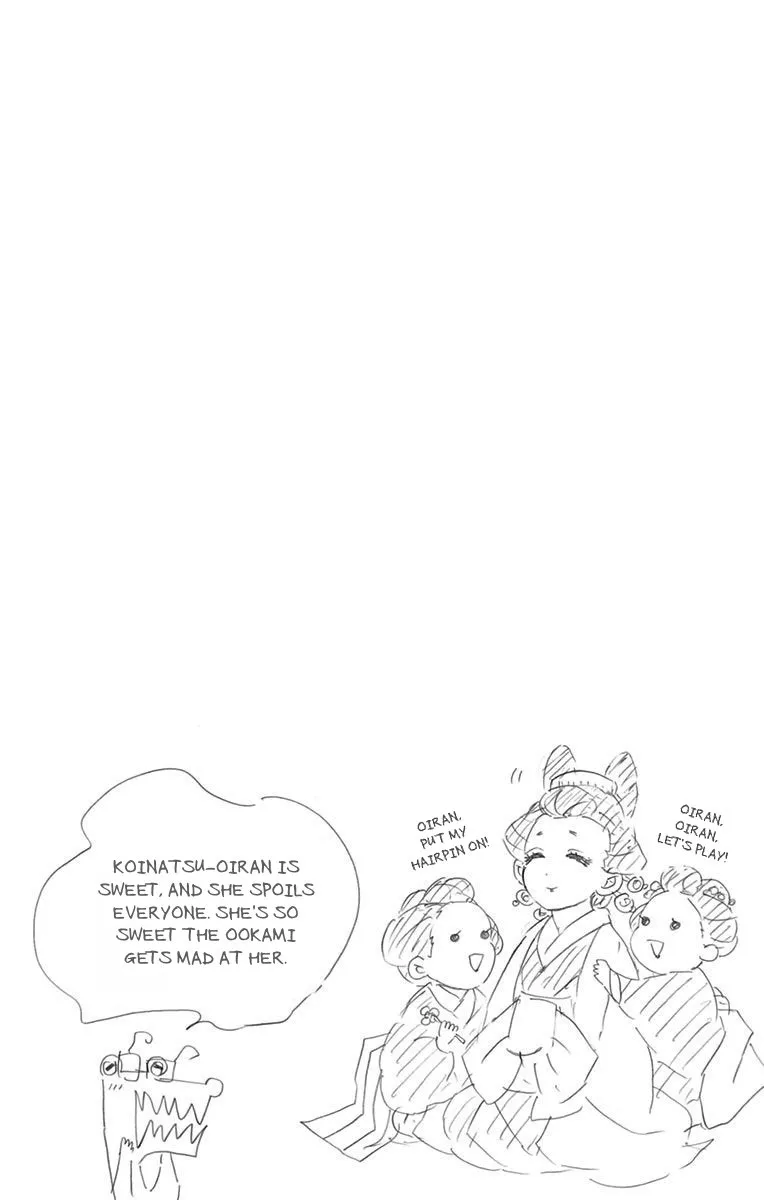 OIRAN,
PUT MY
HAIRPIN ON!
OIRAN,
OIRAN,
LET'S PLAY!
KOINATSU-OIRAN IS
SWEET, AND SHE SPOILS
EVERYONE. SHE'S SO
SWEET THE OOKAMI
GETS MAD AT HER.